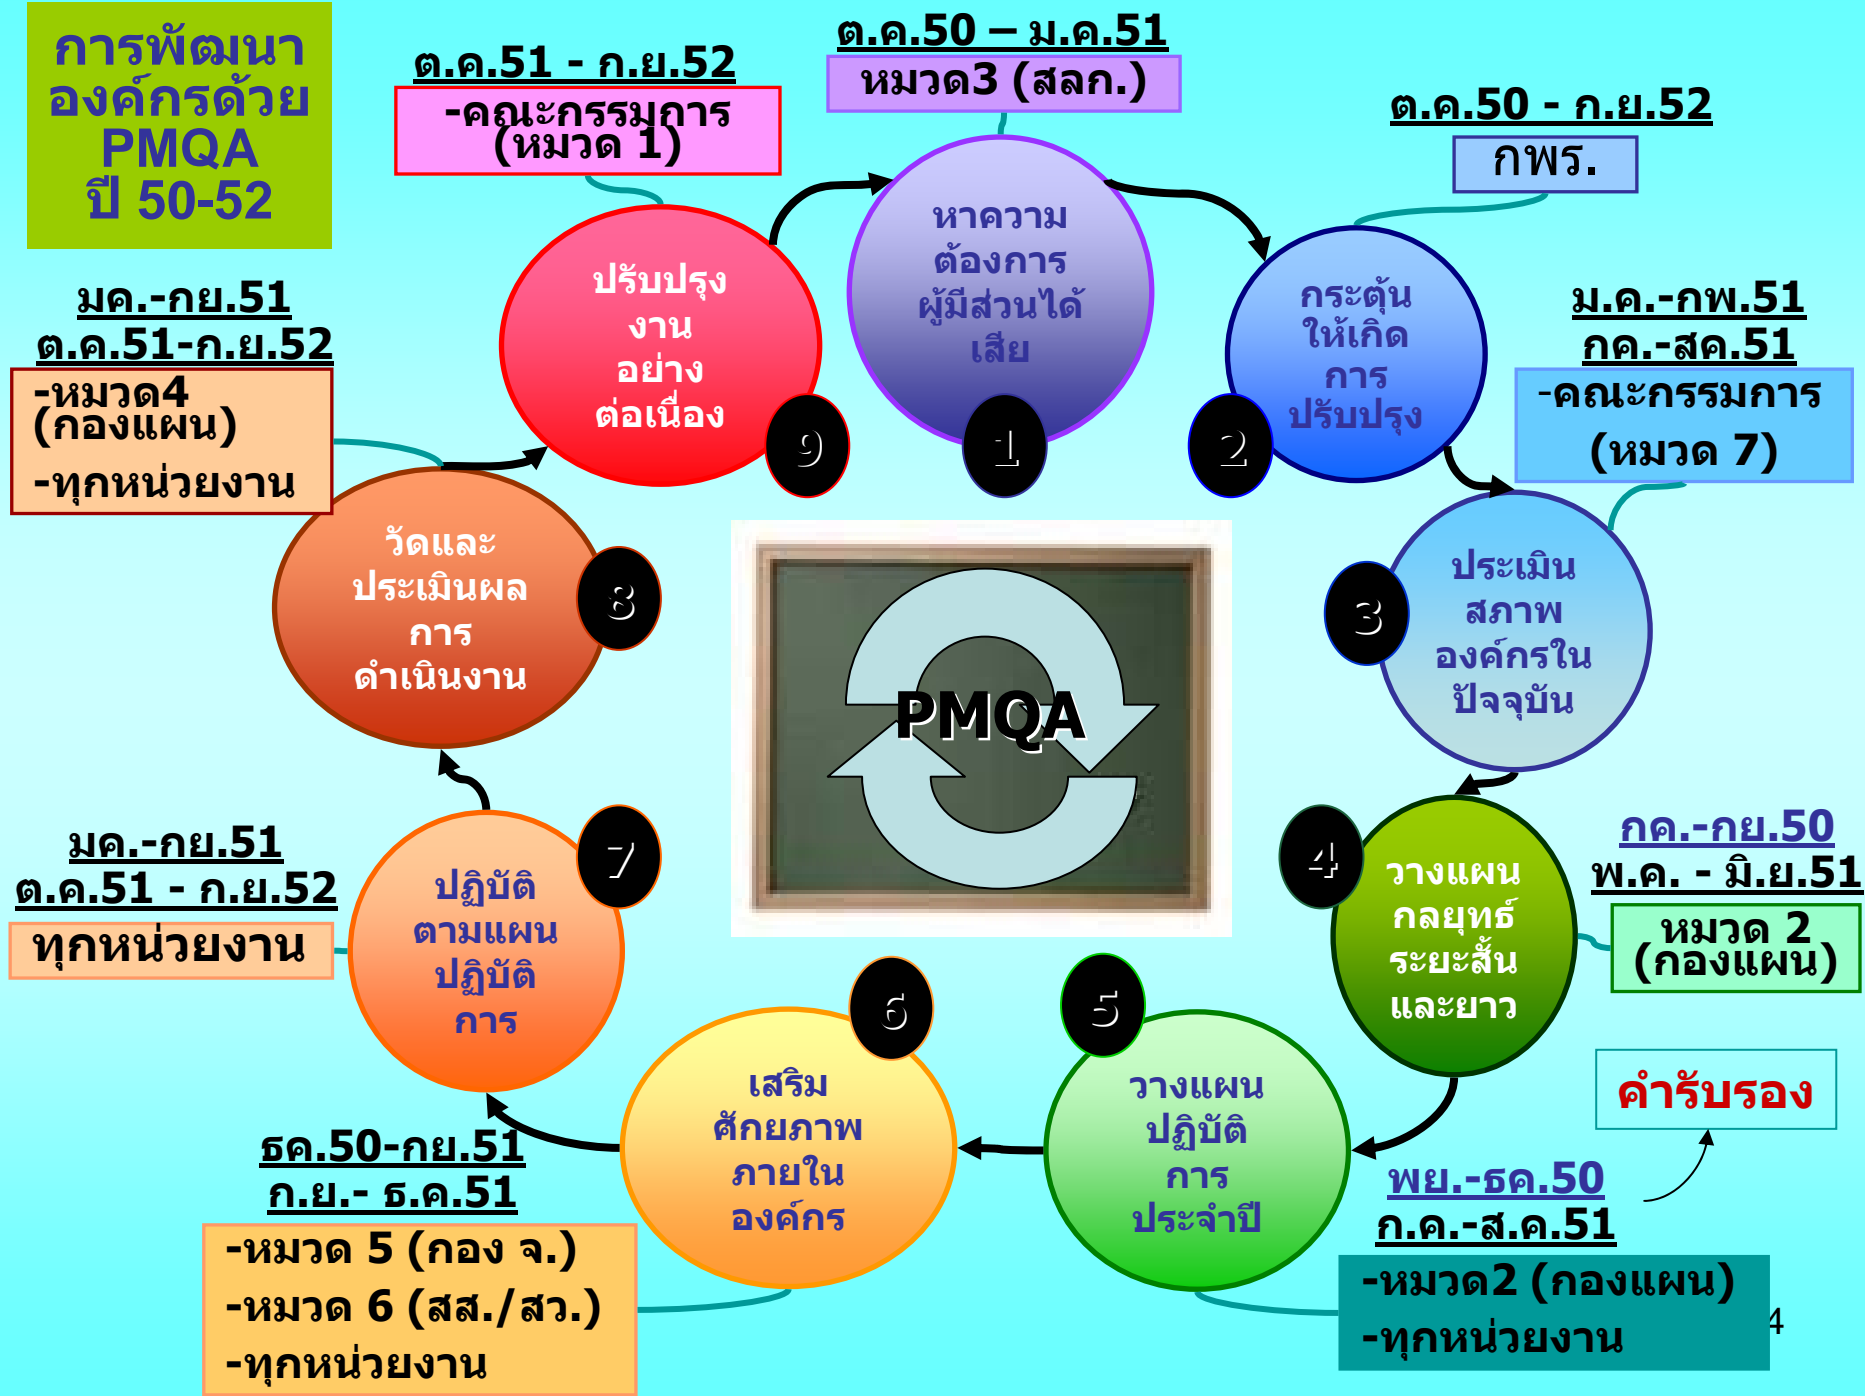 การพัฒนา
องค์กรด้วย
PMQA
ปี 50-52
ต.ค.50 – ม.ค.51
หมวด3 (สลก.)
หาความ
ต้องการ
ผู้มีส่วนได้
เสีย
1
ต.ค.50 - ก.ย.52
กพร.
กระตุ้น
ให้เกิด
การ
ปรับปรุง
2
ม.ค.-กพ.51
กค.-สค.51
-คณะกรรมการ
(หมวด 7)
ประเมิน
สภาพ
องค์กรใน
ปัจจุบัน
3
กค.-กย.50
พ.ค. - มิ.ย.51
หมวด 2
(กองแผน)
วางแผน
กลยุทธ์
ระยะสั้น
และยาว
4
คำรับรอง
พย.-ธค.50
ก.ค.-ส.ค.51
-หมวด2 (กองแผน)
-ทุกหน่วยงาน
วางแผน
ปฏิบัติ
การ
ประจำปี
5
ธค.50-กย.51
ก.ย.- ธ.ค.51
-หมวด 5 (กอง จ.)
-หมวด 6 (สส./สว.)
-ทุกหน่วยงาน
เสริม
ศักยภาพ
ภายใน
องค์กร
6
มค.-กย.51
ต.ค.51 - ก.ย.52
ทุกหน่วยงาน
ปฏิบัติ
ตามแผน
ปฏิบัติ
การ
7
มค.-กย.51
ต.ค.51-ก.ย.52
-หมวด4
(กองแผน)
-ทุกหน่วยงาน
วัดและ
ประเมินผล
การ
ดำเนินงาน
8
ต.ค.51 - ก.ย.52
-คณะกรรมการ
(หมวด 1)
ปรับปรุง
งาน
อย่าง
ต่อเนื่อง
9
PMQA
4